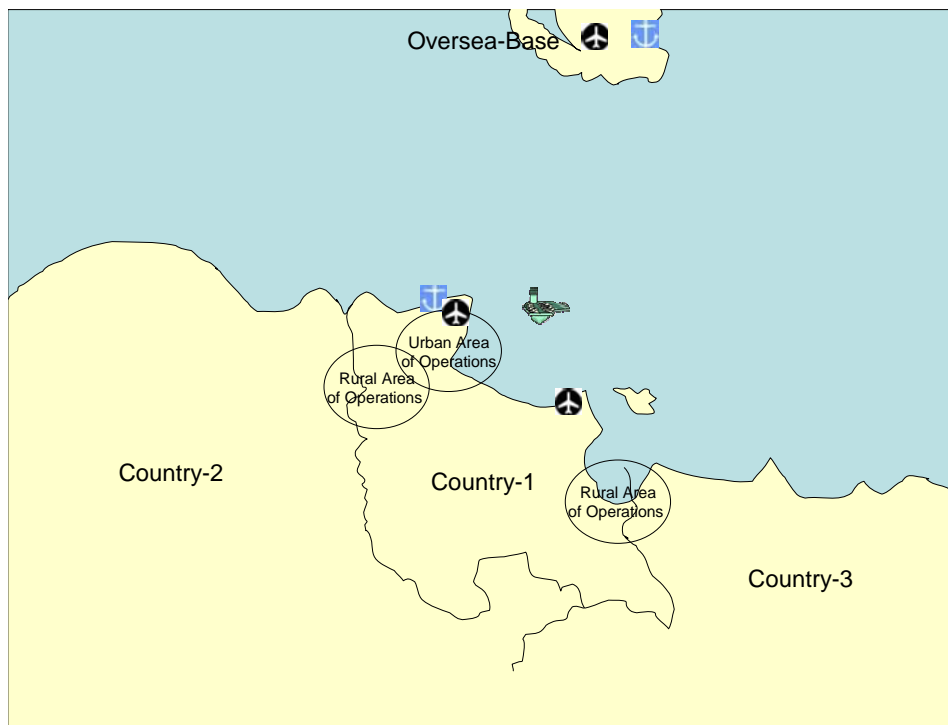 Oversea-Base
Urban Area
of Operations
Rural Area
of Operations
Country-2
Country-1
Rural Area
of Operations
Country-3